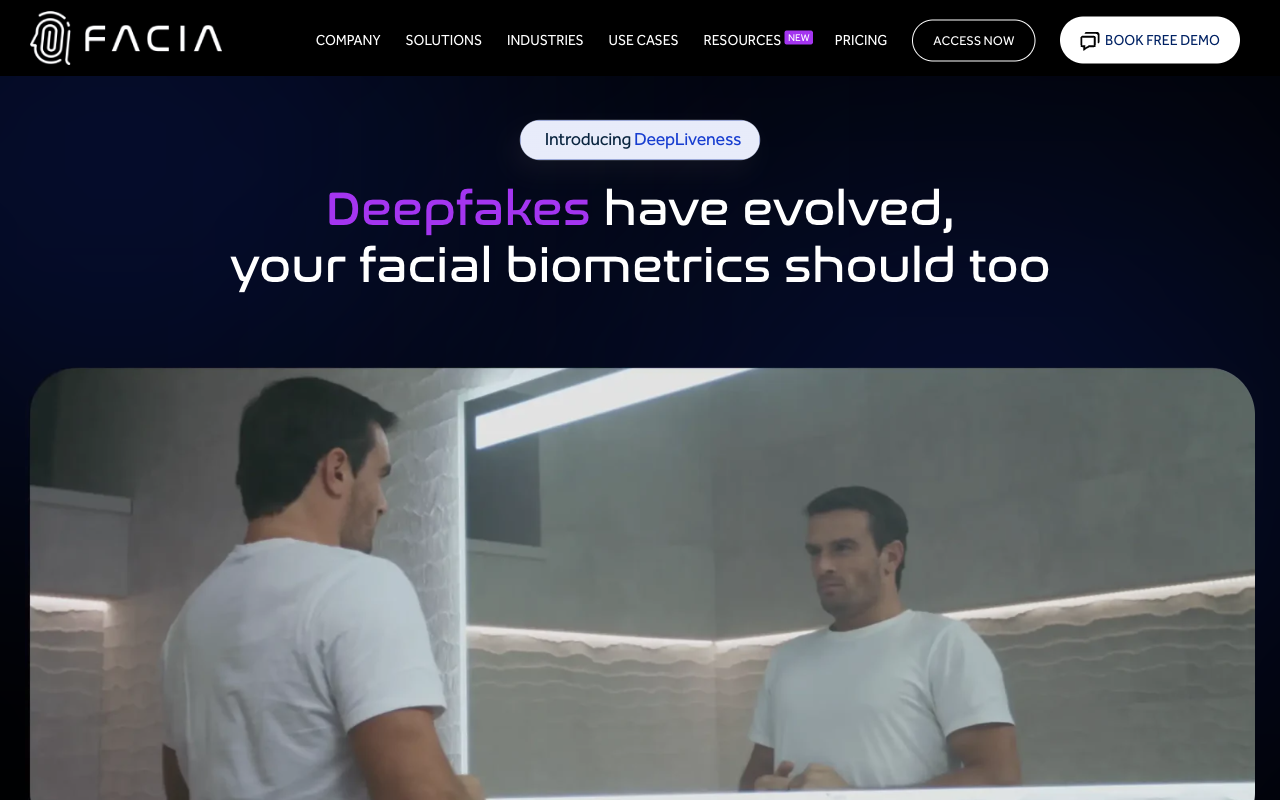 FACIA
COMPANY
SOLUTIONS
INDUSTRIES
USE CASES
RESOURCES NEW
PRICING
ACCESS NOW
BOOK FREE DEMO
Introducing DeepLiveness
Deepfakes have evolved,
your facial biometrics should too